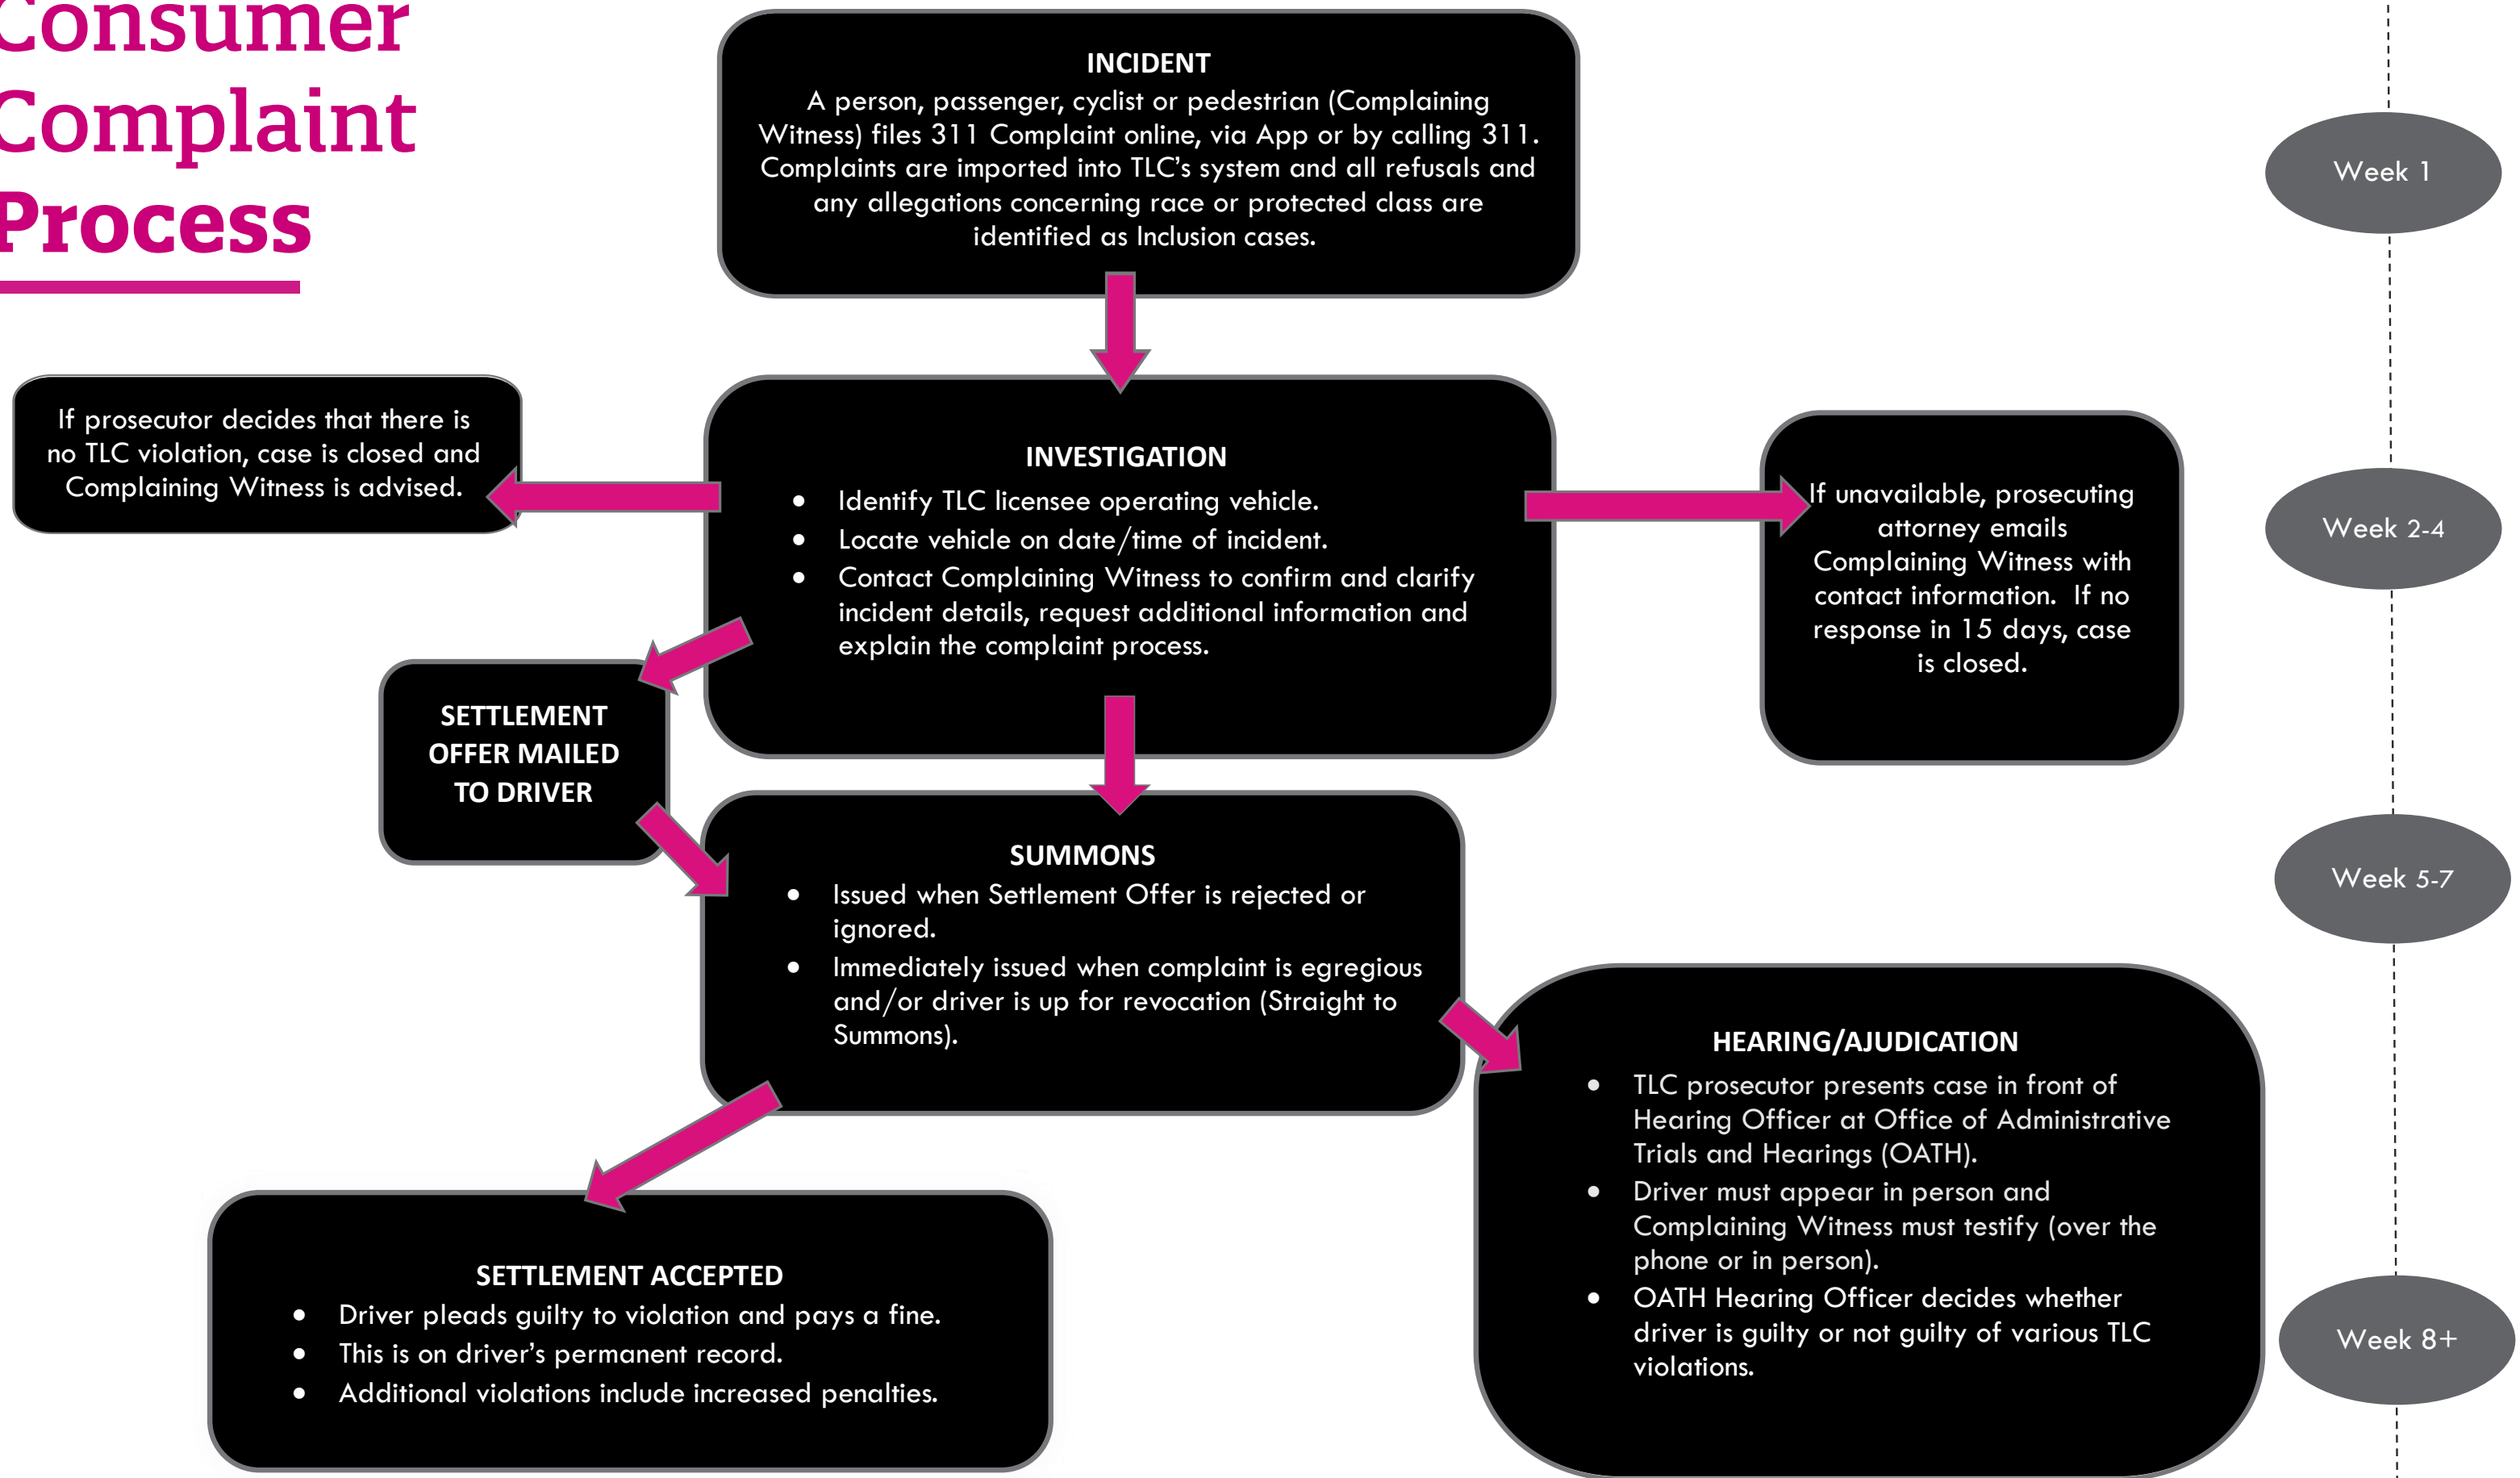 Consumer
Complaint
Process
INCIDENT
A person, passenger, cyclist or pedestrian (Complaining
Witness) files 311 Complaint online, via App or by calling 311.
Complaints are imported into TLC’s system and all refusals and
any allegations concerning race or protected class are
identified as Inclusion cases.
Week 1
If prosecutor decides that there is
no TLC violation, case is closed and
Complaining Witness is advised.
INVESTIGATION
• Identify TLC licensee operating vehicle.
• Locate vehicle on date/time of incident.
• Contact Complaining Witness to confirm and clarify
incident details, request additional information and
explain the complaint process.
If unavailable, prosecuting
attorney emails
Complaining Witness with
contact information.  If no
response in 15 days, case
is closed.
Week 2-4
SETTLEMENT
OFFER MAILED
TO DRIVER
SUMMONS
• Issued when Settlement Offer is rejected or
ignored.
• Immediately issued when complaint is egregious
and/or driver is up for revocation (Straight to
Summons).
Week 5-7
HEARING/AJUDICATION
• TLC prosecutor presents case in front of
Hearing Officer at Office of Administrative
Trials and Hearings (OATH).
• Driver must appear in person and
Complaining Witness must testify (over the
phone or in person).
• OATH Hearing Officer decides whether
driver is guilty or not guilty of various TLC
violations.
SETTLEMENT ACCEPTED
• Driver pleads guilty to violation and pays a fine.
• This is on driver’s permanent record.
• Additional violations include increased penalties.
Week 8+